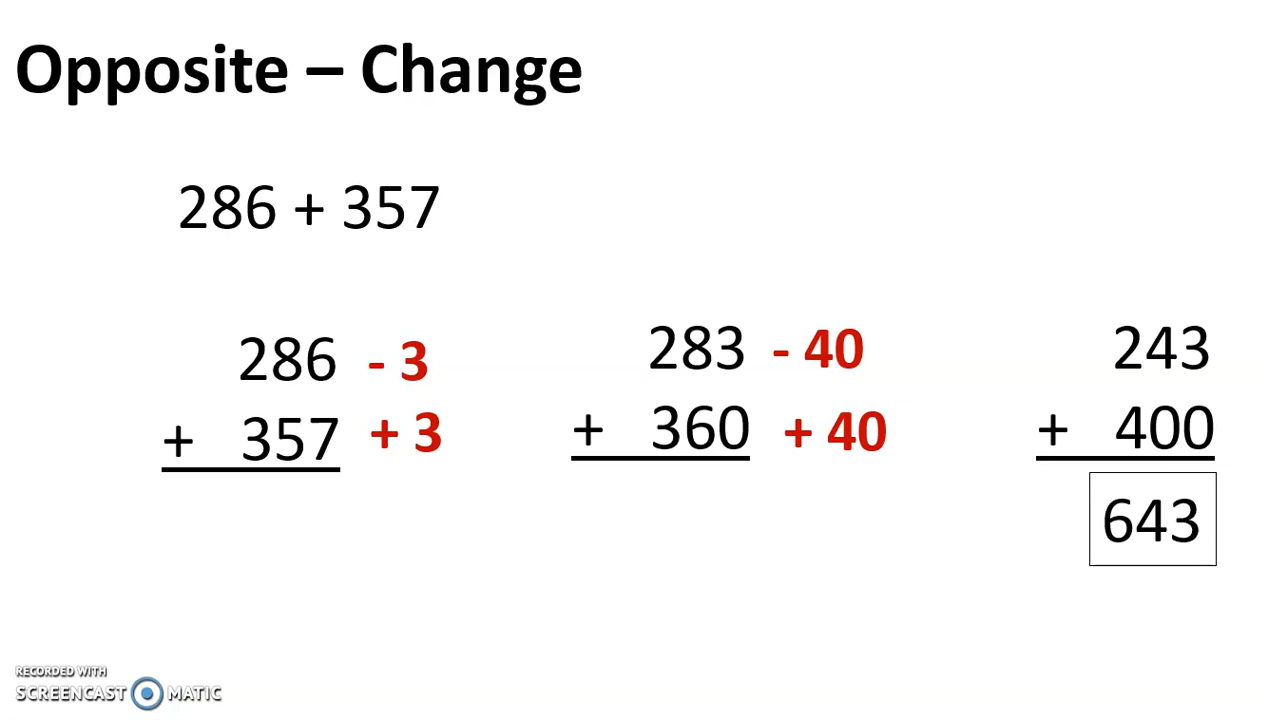 Opposite – Change
286 + 357
286 - 3
+ 357 + 3
283 - 40
+ 360 + 40
243
+ 400
643
RECORDED WITH
SCREENCAST MATIC